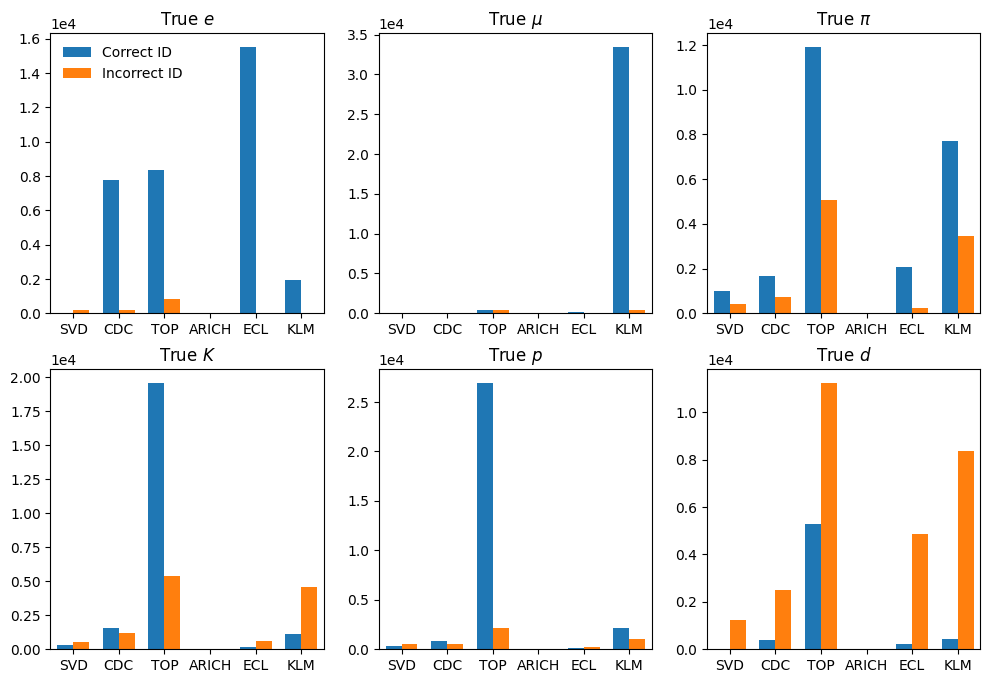 True e
1e4
Correct ID
Incorrect ID
1.6
1.4
1.2
1.0
0.8
0.6
0.4
0.2
0.0
SVD CDC TOP ARICH ECL KLM
True μ
1e4
3.5
3.0
2.5
2.0
1.5
1.0
0.5
0.0
SVD CDC TOP ARICH ECL KLM
True π
1e4
1.2
1.0
0.8
0.6
0.4
0.2
0.0
SVD CDC TOP ARICH ECL KLM
True K
1e4
2.00
1.75
1.50
1.25
1.00
0.75
0.50
0.25
0.00
SVD CDC TOP ARICH ECL KLM
True p
1e4
2.5
2.0
1.5
1.0
0.5
0.0
SVD CDC TOP ARICH ECL KLM
True d
1e4
1.0
0.8
0.6
0.4
0.2
0.0
SVD CDC TOP ARICH ECL KLM